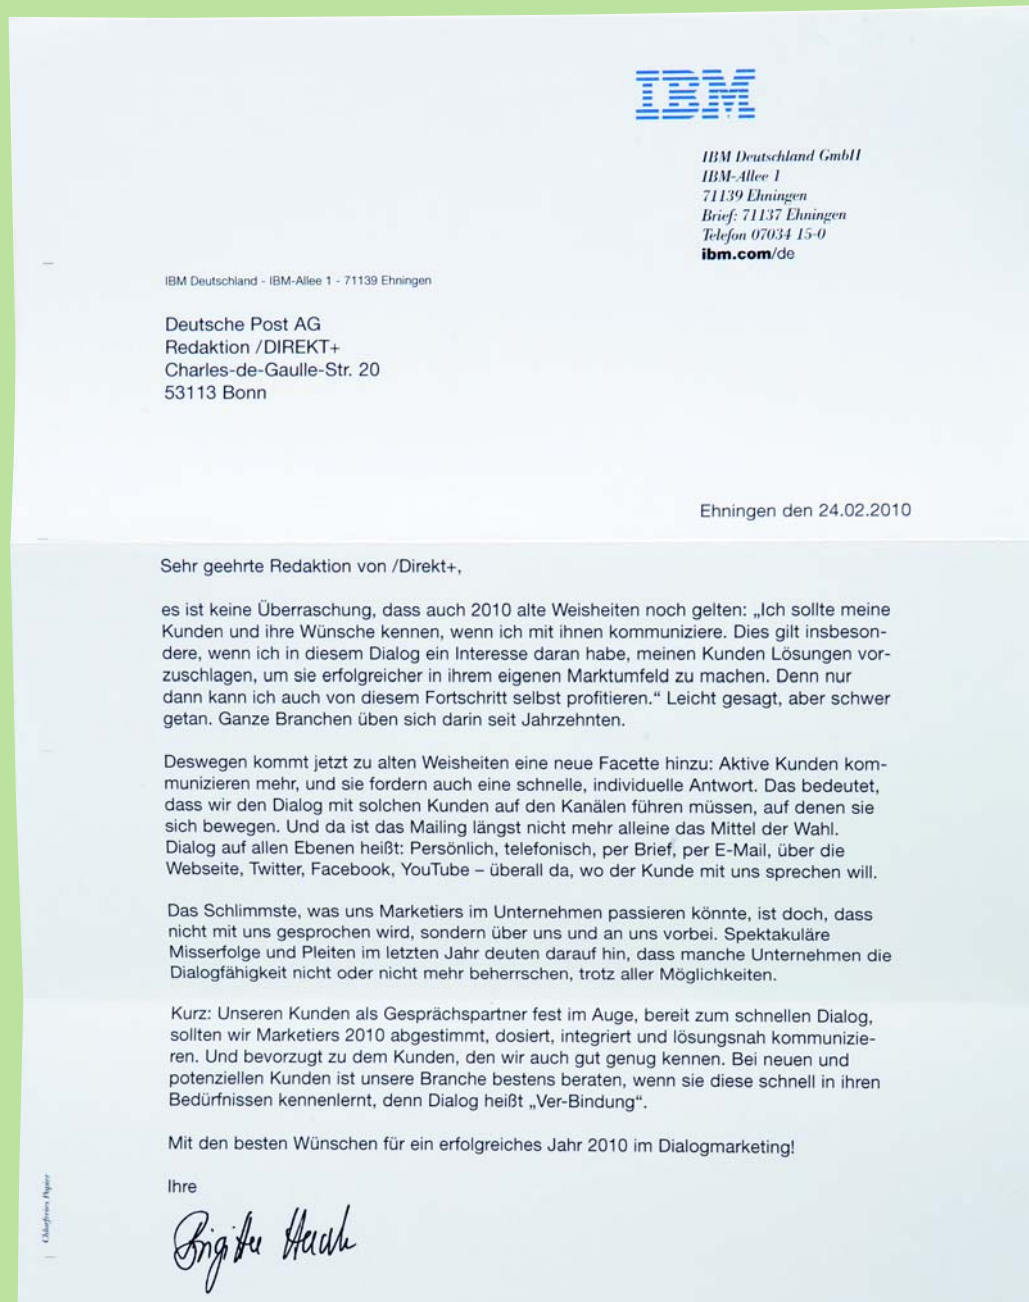 IBM
IBM Deutschland GmbH
IBM-Allee 1
71139 Ehningen
Brief: 71137 Ehningen
Telefon 07034 15-0
ibm.com/de
IBM Deutschland - IBM-Allee 1 - 71139 Ehningen
Deutsche Post AG
Redaktion /DIREKT+
Charles-de-Gaulle-Str. 20
53113 Bonn
Ehningen den 24.02.2010
Sehr geehrte Redaktion von /Direkt+,
es ist keine Überraschung, dass auch 2010 alte Weisheiten noch gelten: „Ich sollte meine
Kunden und ihre Wünsche kennen, wenn ich mit ihnen kommuniziere. Dies gilt insbeson-
dere, wenn ich in diesem Dialog ein Interesse daran habe, meinen Kunden Lösungen vor-
zuschlagen, um sie erfolgreicher in ihrem eigenen Marktumfeld zu machen. Denn nur
dann kann ich auch von diesem Fortschritt selbst profitieren.“ Leicht gesagt, aber schwer
getan. Ganze Branchen üben sich darin seit Jahrzehnten.
Deswegen kommt jetzt zu alten Weisheiten eine neue Facette hinzu: Aktive Kunden kom-
munizieren mehr, und sie fordern auch eine schnelle, individuelle Antwort. Das bedeutet,
dass wir den Dialog mit solchen Kunden auf den Kanälen führen müssen, auf denen sie
sich bewegen. Und da ist das Mailing längst nicht mehr alleine das Mittel der Wahl.
Dialog auf allen Ebenen heißt: Persönlich, telefonisch, per Brief, per E-Mail, über die
Webseite, Twitter, Facebook, YouTube – überall da, wo der Kunde mit uns sprechen will.
Das Schlimmste, was uns Marketiers im Unternehmen passieren könnte, ist doch, dass
nicht mit uns gesprochen wird, sondern über uns und an uns vorbei. Spektakuläre
Misserfolge und Pleiten im letzten Jahr deuten darauf hin, dass manche Unternehmen die
Dialogfähigkeit nicht oder nicht mehr beherrschen, trotz aller Möglichkeiten.
Kurz: Unseren Kunden als Gesprächspartner fest im Auge, bereit zum schnellen Dialog,
sollten wir Marketiers 2010 abgestimmt, dosiert, integriert und lösungsnah kommunizie-
ren. Und bevorzugt zu dem Kunden, den wir auch gut genug kennen. Bei neuen und
potenziellen Kunden ist unsere Branche bestens beraten, wenn sie diese schnell in ihren
Bedürfnissen kennenlernt, denn Dialog heißt „Ver-Bindung“.
Mit den besten Wünschen für ein erfolgreiches Jahr 2010 im Dialogmarketing!
Ihre
Brigitte
Chlorfreies Papier